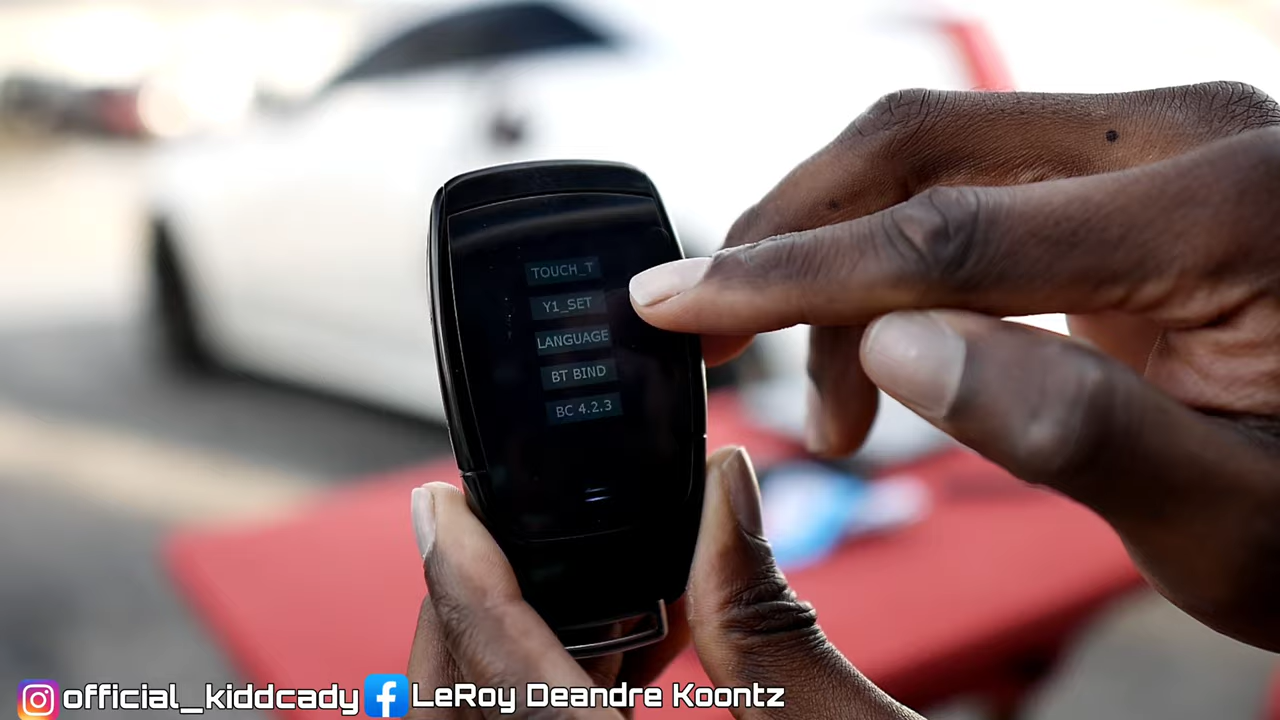 TOUCH_T
Y1_SET
LANGUAGE
BT BIND
BC 4.2.3
official_kiddcady LeRoy Deandre Koontz